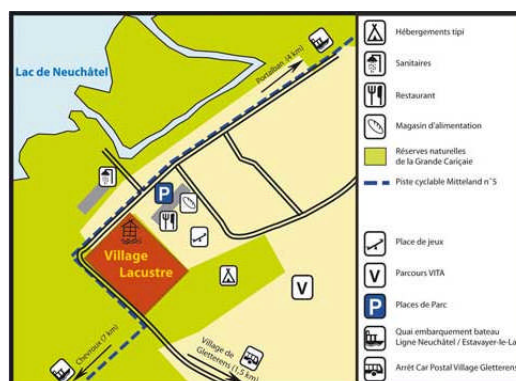 Lac de Neuchâtel
Portalban (4 km)
P
Village
Lacustre
V
Chevroux (7 km)
Village de
Gletterens (1,5 km)
Hébergements tipi
Sanitaires
Restaurant
Magasin d'alimentation
Réserves naturelles
de la Grande Cariçaie
Piste cyclable Mitteland n°5
Place de jeux
V
Parcours VITA
P
Places de Parc
Quai embarquement bateau
Ligne Neuchâtel / Estavayer-le-La
Arrêt Car Postal Village Gletterens